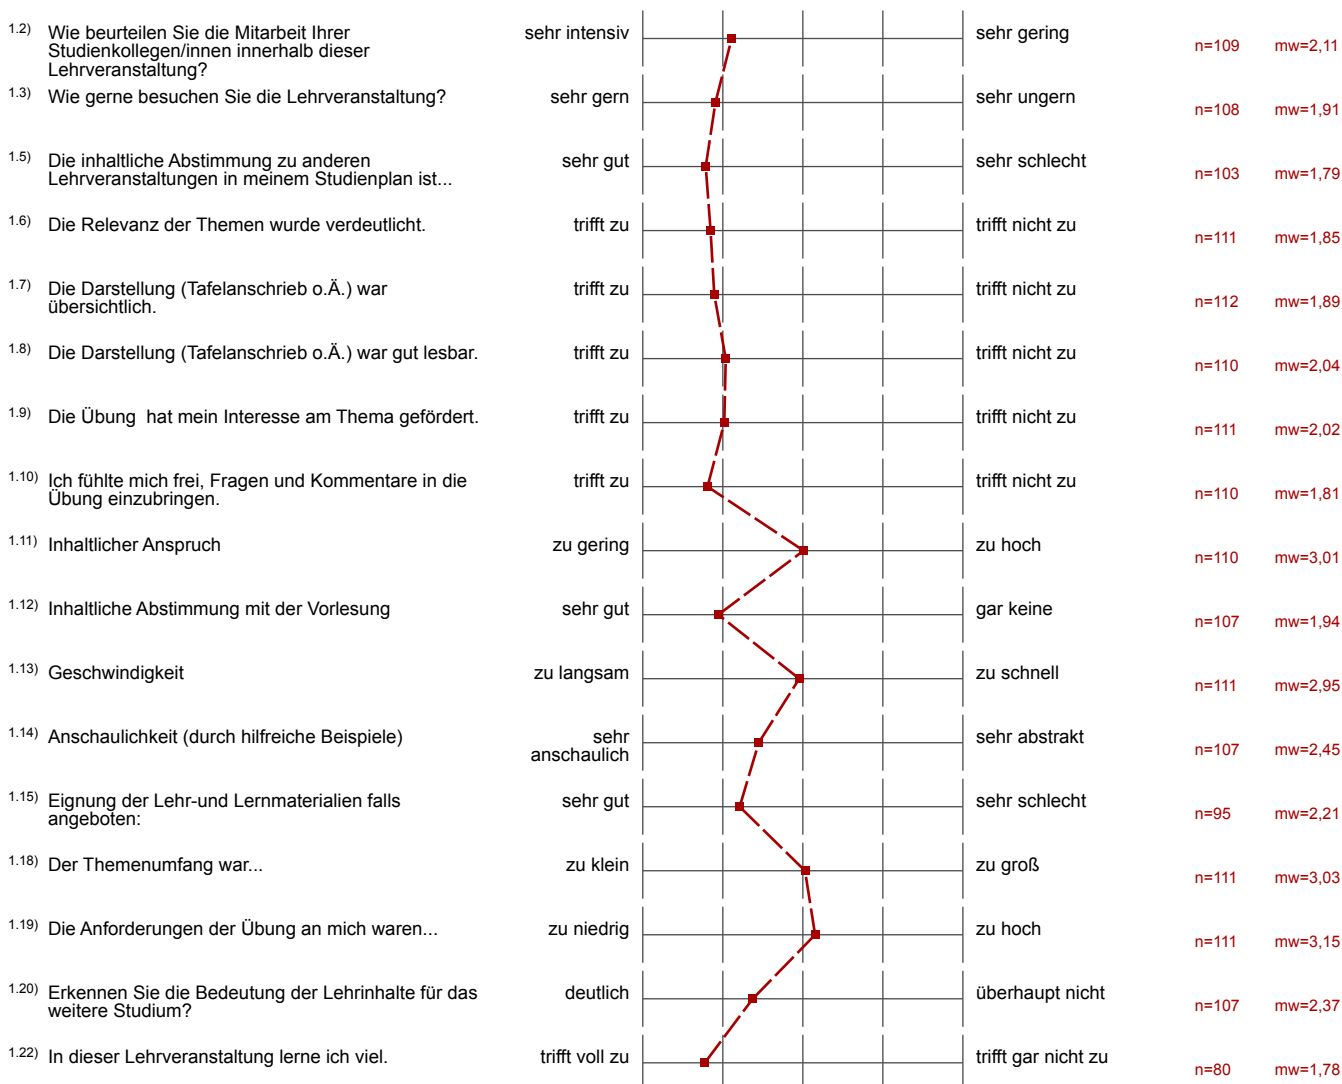 1.2) Wie beurteilen Sie die Mitarbeit Ihrer
Studienkollegen/innen innerhalb dieser
Lehrveranstaltung?
sehr intensiv
sehr gering
n=109 mw=2,11
1.3) Wie gerne besuchen Sie die Lehrveranstaltung?
sehr gern
sehr ungern
n=108 mw=1,91
1.5) Die inhaltliche Abstimmung zu anderen
Lehrveranstaltungen in meinem Studienplan ist...
sehr gut
sehr schlecht
n=103 mw=1,79
1.6) Die Relevanz der Themen wurde verdeutlicht.
trifft zu
trifft nicht zu
n=111 mw=1,85
1.7) Die Darstellung (Tafelanschrieb o.Ä.) war
übersichtlich.
trifft zu
trifft nicht zu
n=112 mw=1,89
1.8) Die Darstellung (Tafelanschrieb o.Ä.) war gut lesbar.
trifft zu
trifft nicht zu
n=110 mw=2,04
1.9) Die Übung hat mein Interesse am Thema gefördert.
trifft zu
trifft nicht zu
n=111 mw=2,02
1.10) Ich fühlte mich frei, Fragen und Kommentare in die
Übung einzubringen.
trifft zu
trifft nicht zu
n=110 mw=1,81
1.11) Inhaltlicher Anspruch
zu gering
zu hoch
n=110 mw=3,01
1.12) Inhaltliche Abstimmung mit der Vorlesung
sehr gut
gar keine
n=107 mw=1,94
1.13) Geschwindigkeit
zu langsam
zu schnell
n=111 mw=2,95
1.14) Anschaulichkeit (durch hilfreiche Beispiele)
sehr
anschaulich
sehr abstrakt
n=107 mw=2,45
1.15) Eignung der Lehr-und Lernmaterialien falls
angeboten:
sehr gut
sehr schlecht
n=95 mw=2,21
1.18) Der Themenumfang war...
zu klein
zu groß
n=111 mw=3,03
1.19) Die Anforderungen der Übung an mich waren...
zu niedrig
zu hoch
n=111 mw=3,15
1.20) Erkennen Sie die Bedeutung der Lehrinhalte für das
weitere Studium?
deutlich
überhaupt nicht
n=107 mw=2,37
1.22) In dieser Lehrveranstaltung lerne ich viel.
trifft voll zu
trifft gar nicht zu
n=80 mw=1,78